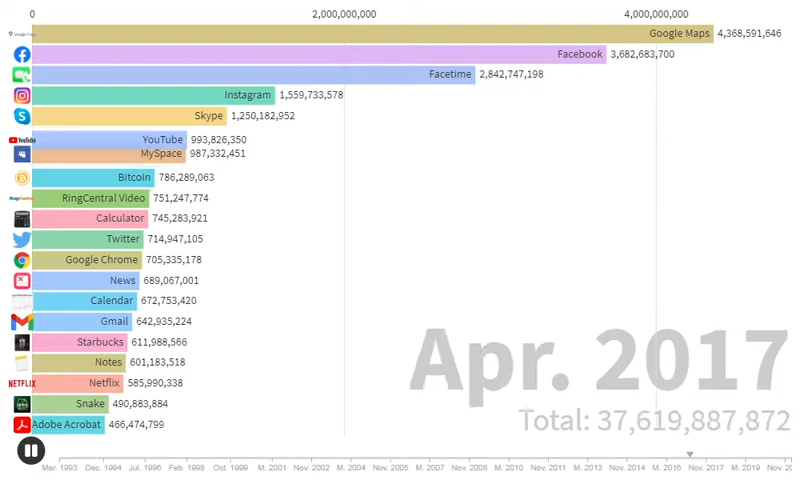 0 2,000,000,000 4,000,000,000
Google Maps Google Maps 4,368,591,646
Facebook 3,682,683,700
Facetime 2,842,747,198
Instagram 1,559,733,578
Skype 1,250,182,952
YouTube YouTube 993,826,350
MySpace 987,332,451
Bitcoin 786,289,063
RingCentral RingCentral Video 751,247,774
Calculator 745,283,921
Twitter 714,947,105
Google Chrome 705,335,178
News 689,067,001
Calendar 672,753,420
Gmail 642,935,224
Starbucks 611,988,566
Notes 601,183,518
NETFLIX Netflix 585,990,338
Snake 490,883,884
Adobe Acrobat 466,474,799
Apr. 2017
Total: 37,619,887,872
Mar. 1993 Dec. 1994 Jul. 1996 Feb. 1998 Oct. 1999 M. 2001 Nov. 2002 M. 2004 Nov. 2005 M. 2007 Nov. 2008 M. 2010 Nov. 2011 M. 2013 Nov. 2014 M. 2016 Nov. 2017 M. 2019 Nov. 20